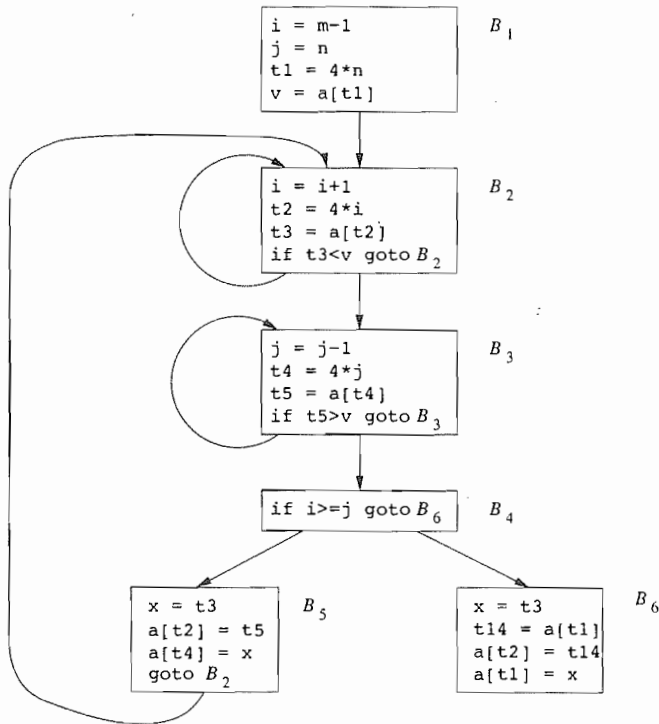 i = m-1
j = n
t1 = 4*n
v = a[t1]
B1
i = i+1
t2 = 4*i
t3 = a[t2]
if t3<v goto B2
B2
j = j-1
t4 = 4*j
t5 = a[t4]
if t5>v goto B3
B3
if i>=j goto B6
B4
x = t3
a[t2] = t5
a[t4] = x
goto B2
B5
x = t3
t14 = a[t1]
a[t2] = t14
a[t1] = x
B6